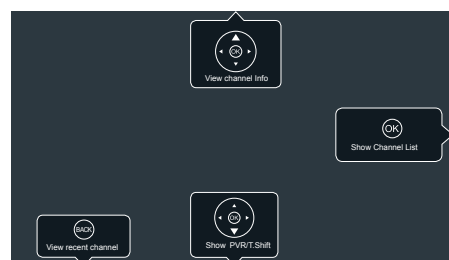 OK
View channel Info
OK
Show Channel List
OK
Show PVR/T.Shift
BACK
View recent channel